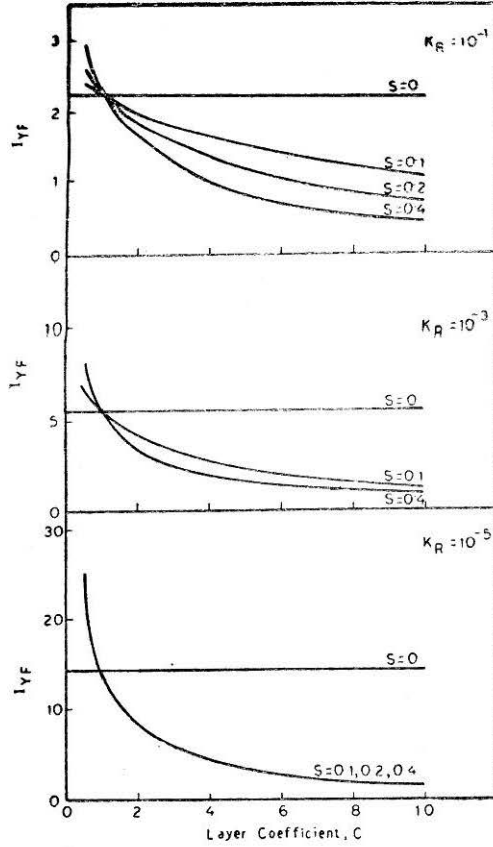 3
K_R = 10^-1
S=0
2
I_YF
S=0.1
1
S=0.2
S=0.4
0
10
K_R = 10^-3
I_YF
S=0
5
S=0.1
S=0.4
0
30
K_R = 10^-5
20
S=0
I_YF
10
S=0.1, 0.2, 0.4
0
0 2 4 6 8 10
Layer Coefficient, C